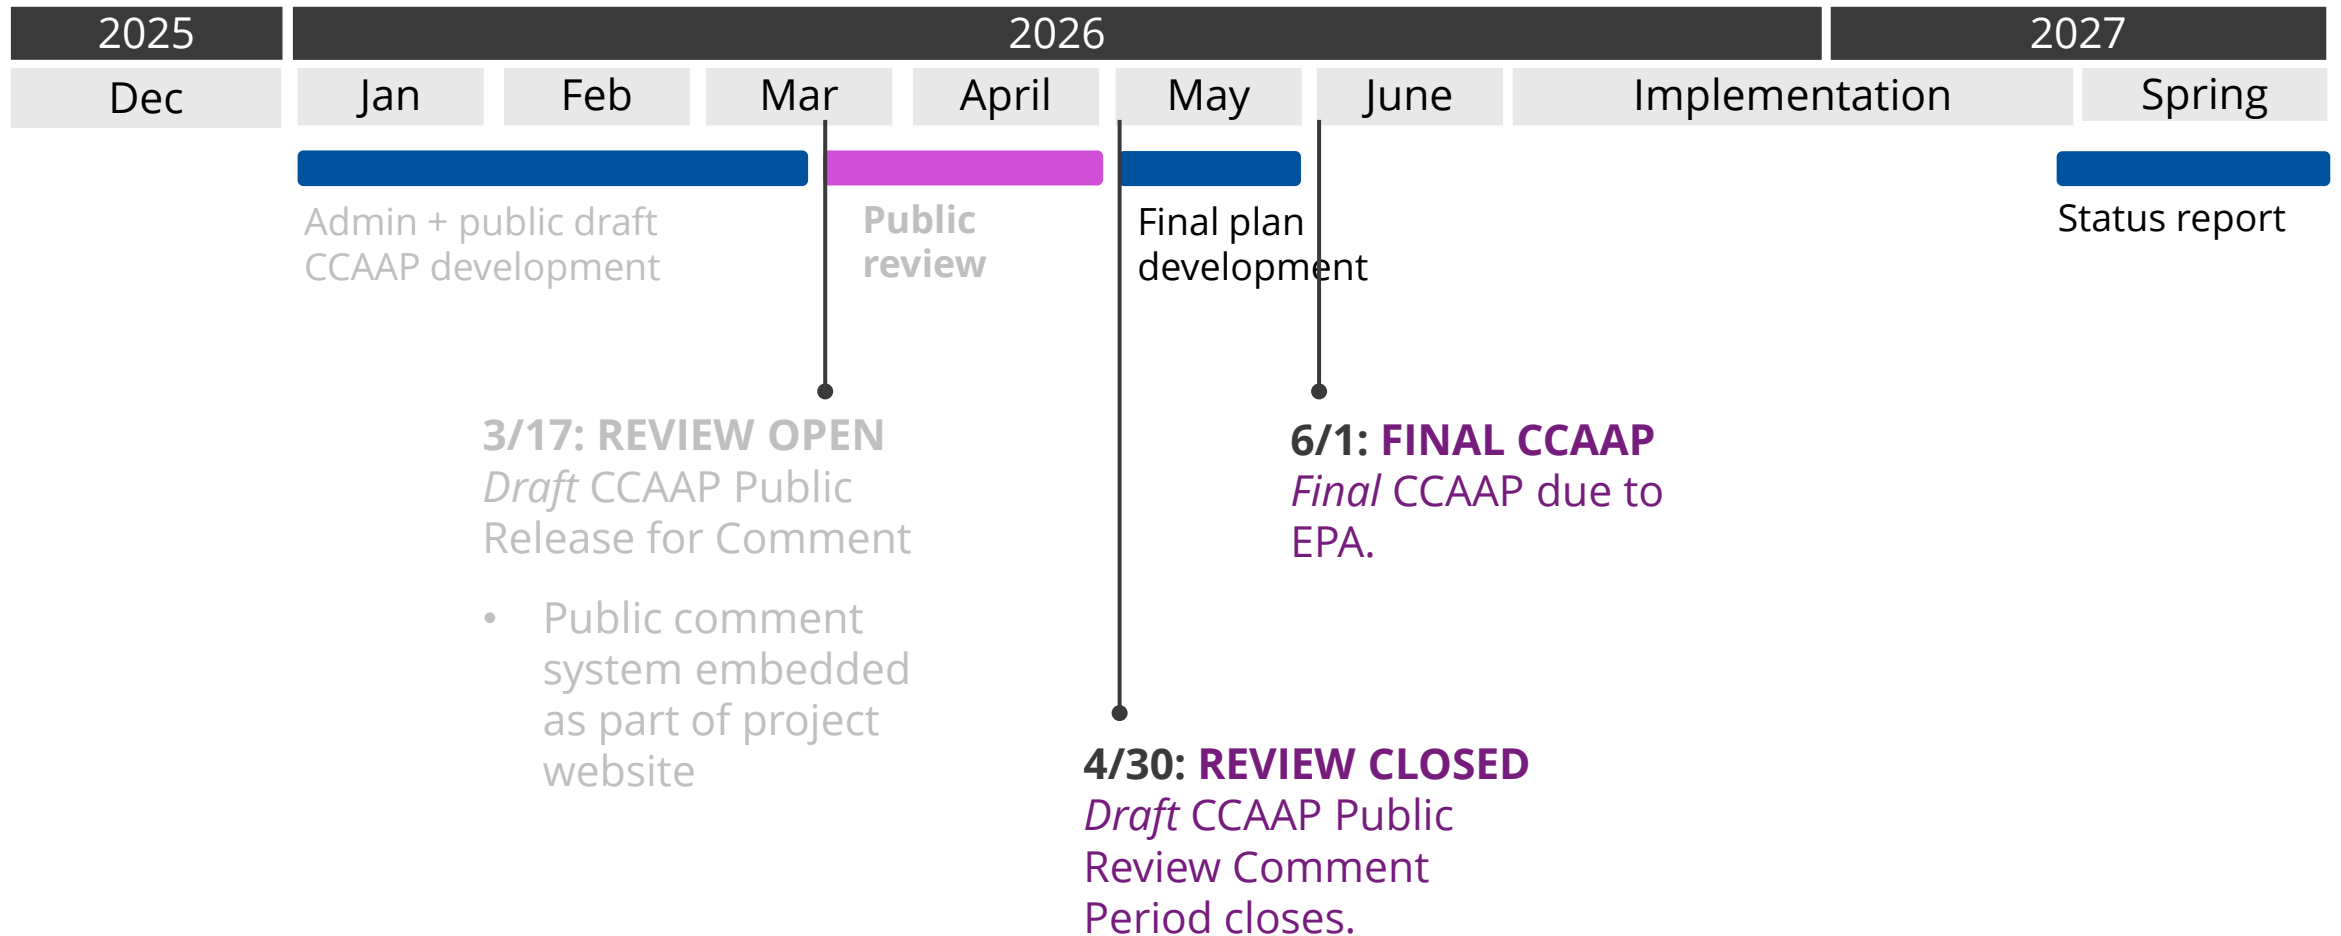 2025
2026
2027
Dec
Jan
Feb
Mar
April
May
June
Implementation
Spring
Admin + public draft
CCAAP development
Public
review
Final plan
development
Status report
3/17: REVIEW OPEN
Draft CCAAP Public
Release for Comment
• Public comment
system embedded
as part of project
website
6/1: FINAL CCAAP
Final CCAAP due to
EPA.
4/30: REVIEW CLOSED
Draft CCAAP Public
Review Comment
Period closes.